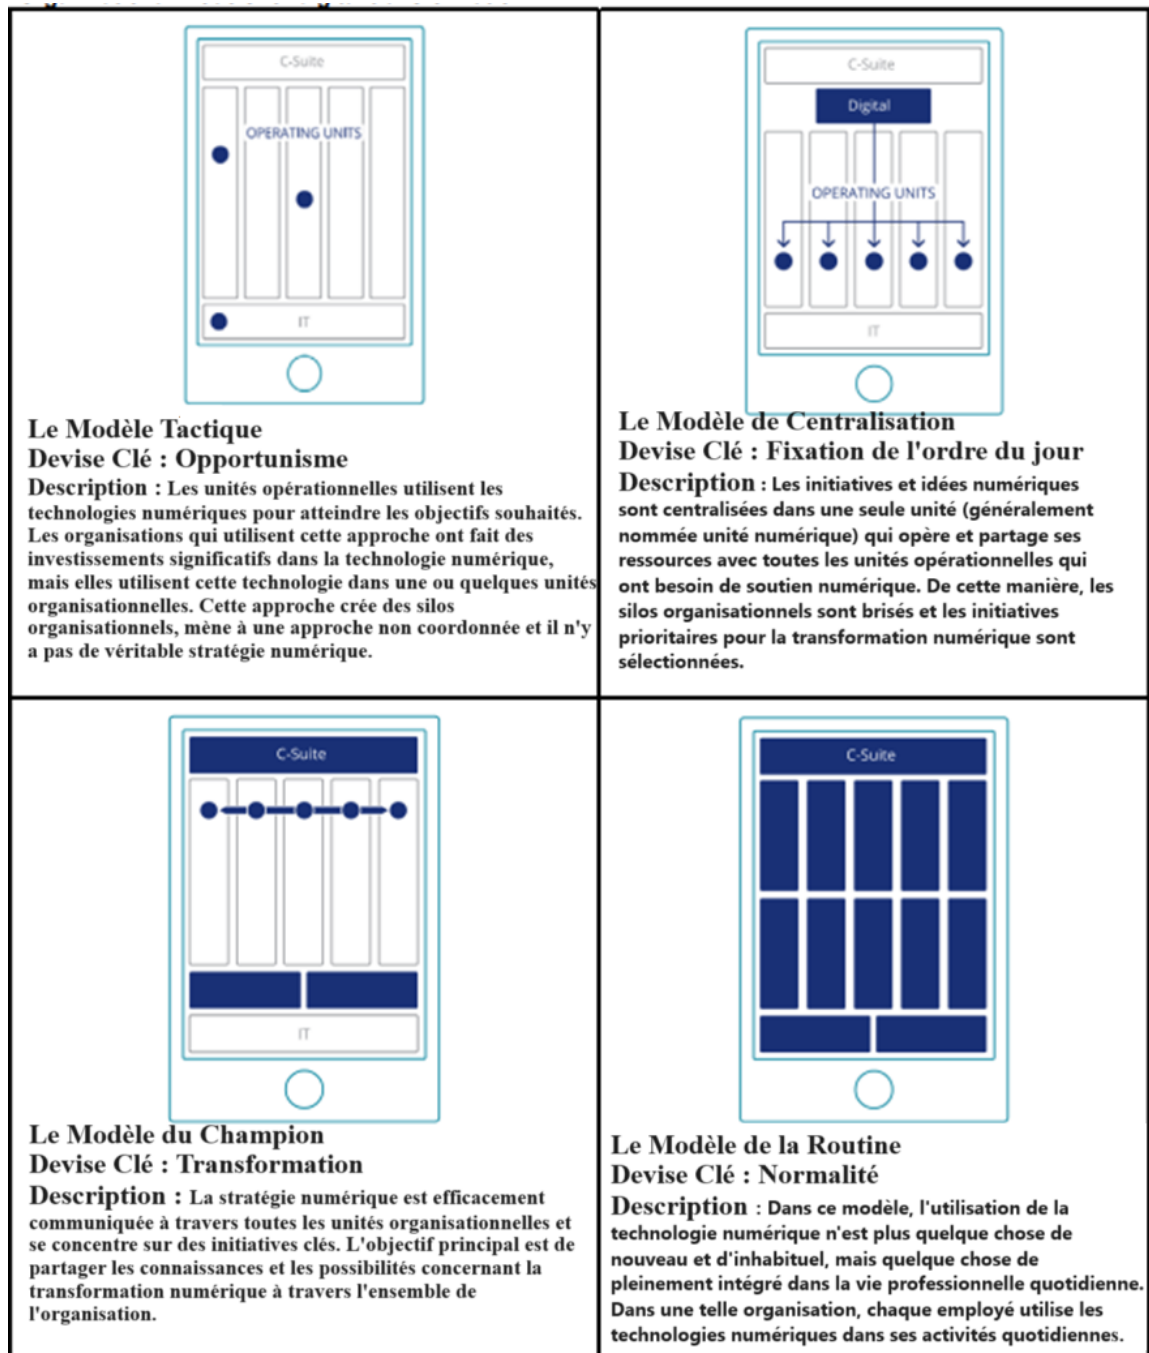 C-Suite
OPERATING UNITS
IT
Le Modèle Tactique
Devise Clé : Opportunisme
Description : Les unités opérationnelles utilisent les
technologies numériques pour atteindre les objectifs souhaités.
Les organisations qui utilisent cette approche ont fait des
investissements significatifs dans la technologie numérique,
mais elles utilisent cette technologie dans une ou quelques unités
organisationnelles. Cette approche crée des silos
organisationnels, mène à une approche non coordonnée et il n'y
a pas de véritable stratégie numérique.
C-Suite
Digital
OPERATING UNITS
IT
Le Modèle de Centralisation
Devise Clé : Fixation de l'ordre du jour
Description : Les initiatives et idées numériques
sont centralisées dans une seule unité (généralement
nommée unité numérique) qui opère et partage ses
ressources avec toutes les unités opérationnelles qui
ont besoin de soutien numérique. De cette manière, les
silos organisationnels sont brisés et les initiatives
prioritaires pour la transformation numérique sont
sélectionnées.
C-Suite
IT
Le Modèle du Champion
Devise Clé : Transformation
Description : La stratégie numérique est efficacement
communiquée à travers toutes les unités organisationnelles et
se concentre sur des initiatives clés. L'objectif principal est de
partager les connaissances et les possibilités concernant la
transformation numérique à travers l'ensemble de
l'organisation.
C-Suite
Le Modèle de la Routine
Devise Clé : Normalité
Description : Dans ce modèle, l'utilisation de la
technologie numérique n'est plus quelque chose de
nouveau et d'inhabituel, mais quelque chose de
pleinement intégré dans la vie professionnelle quotidienne.
Dans une telle organisation, chaque employé utilise les
technologies numériques dans ses activités quotidiennes.